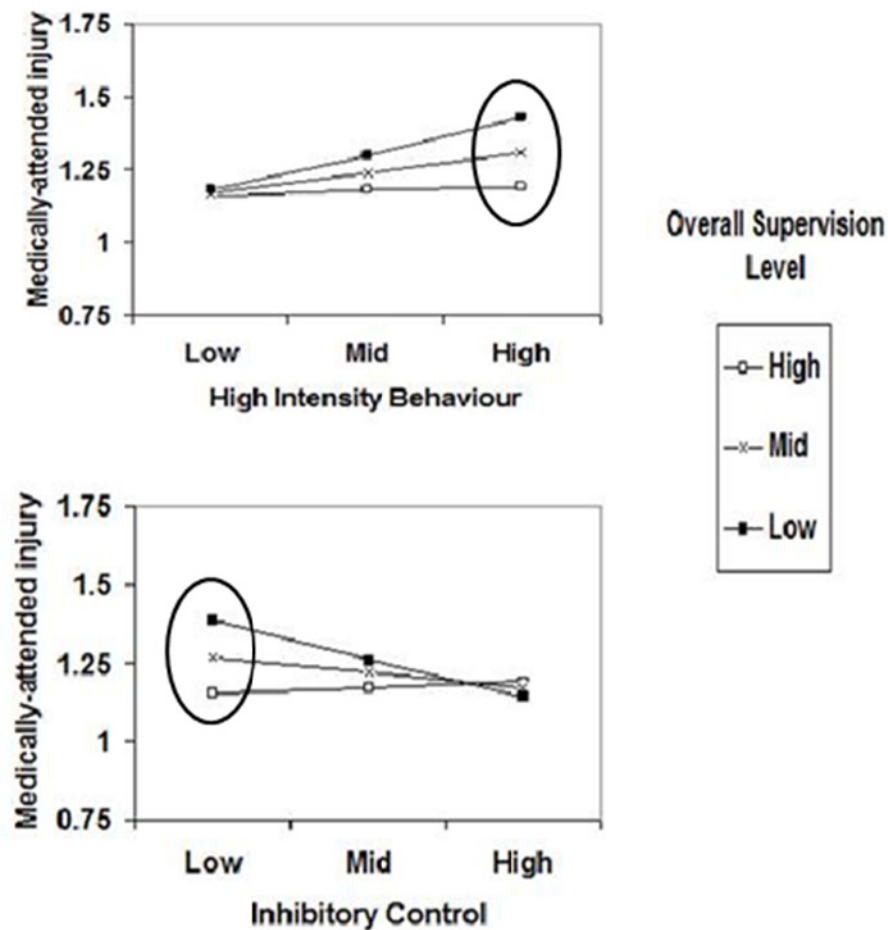 1.75
1.5
1.25
1
0.75
Medically-attended injury
Low Mid High
High Intensity Behaviour
Overall Supervision
Level
High
Mid
Low
1.75
1.5
1.25
1
0.75
Medically-attended injury
Low Mid High
Inhibitory Control